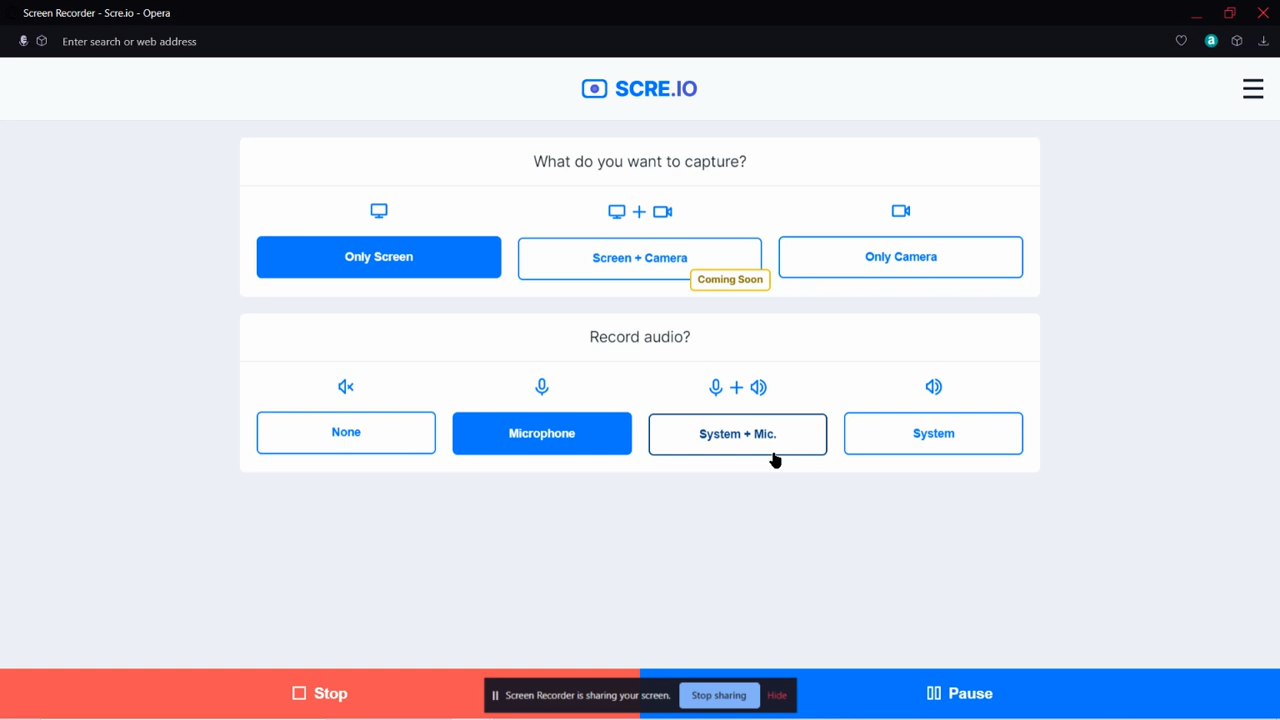 Screen Recorder - Scre.io - Opera
Enter search or web address
SCRE.IO
What do you want to capture?
Only Screen
Screen + Camera
Only Camera
Coming Soon
Record audio?
None
Microphone
System + Mic.
System
Stop
Screen Recorder is sharing your screen.
Stop sharing
Hide
Pause